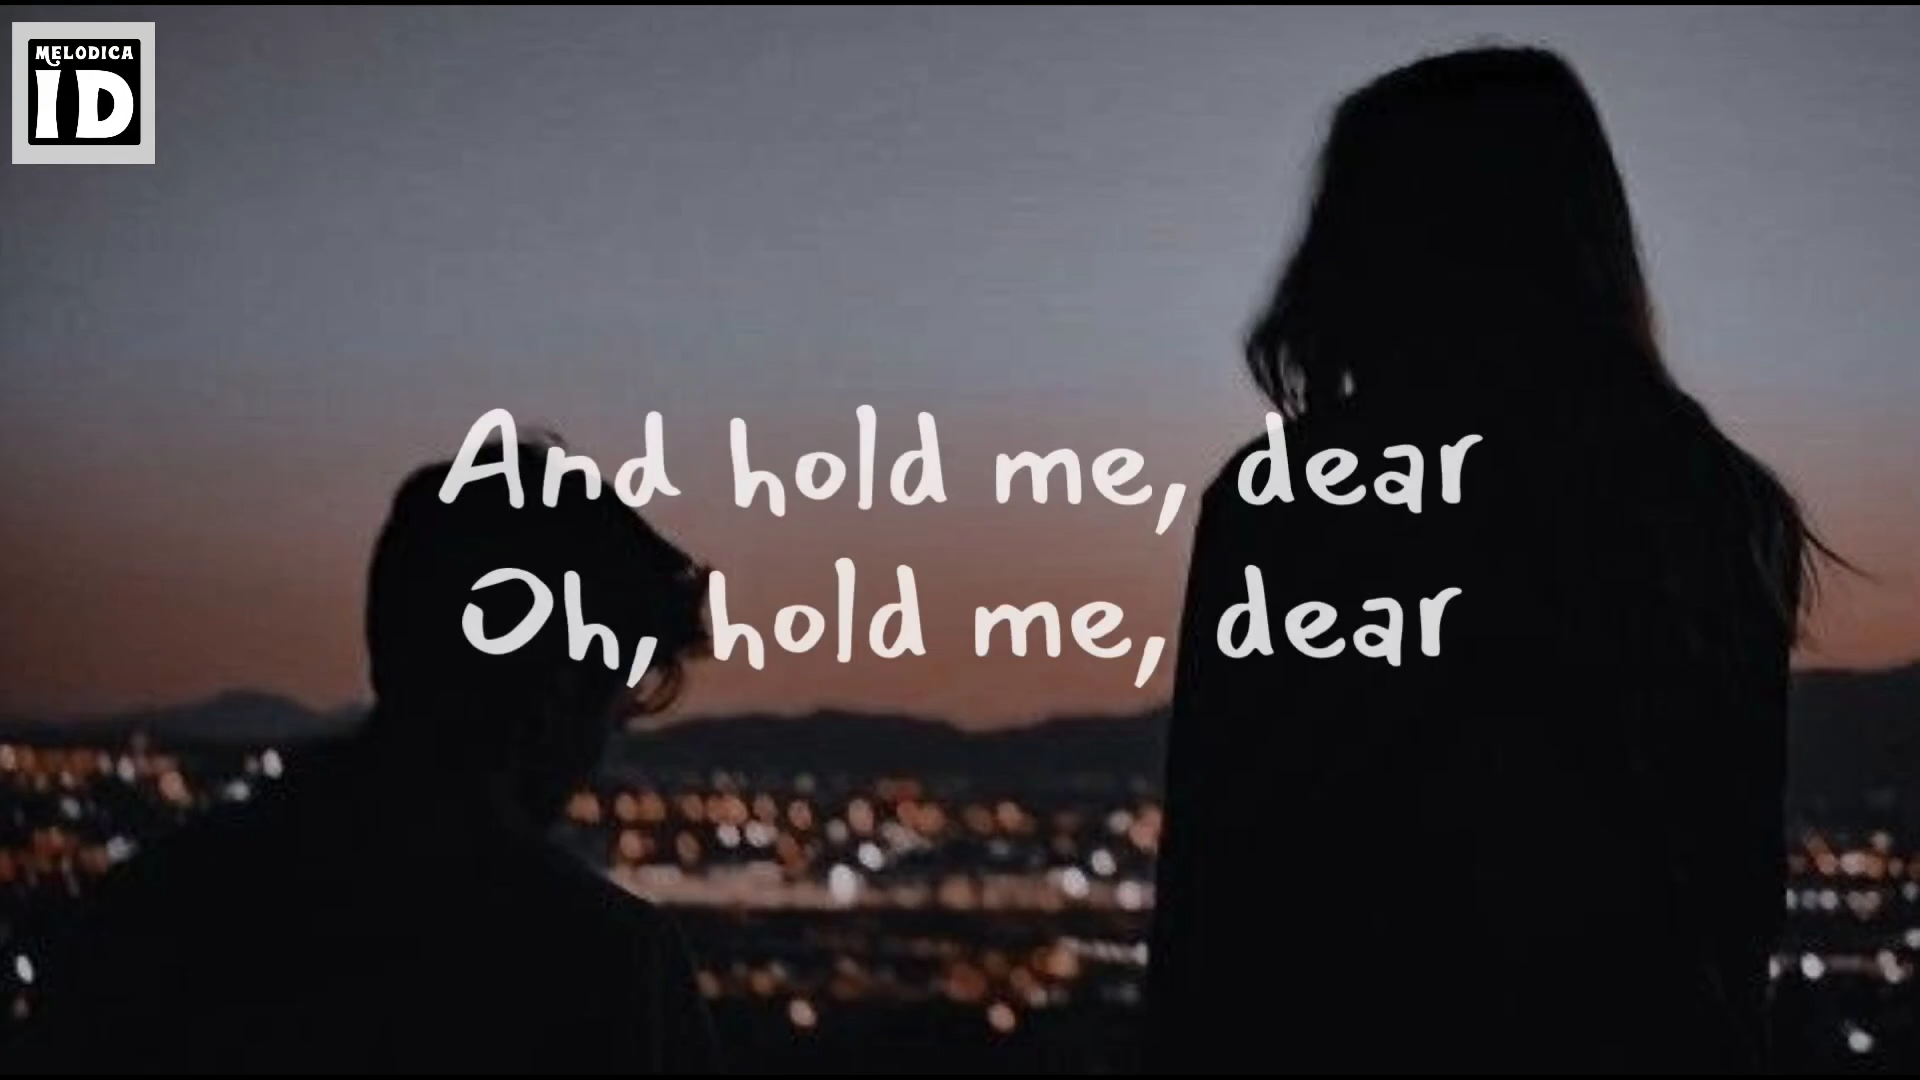 MELODICA
ID
And hold me, dear
Oh, hold me, dear